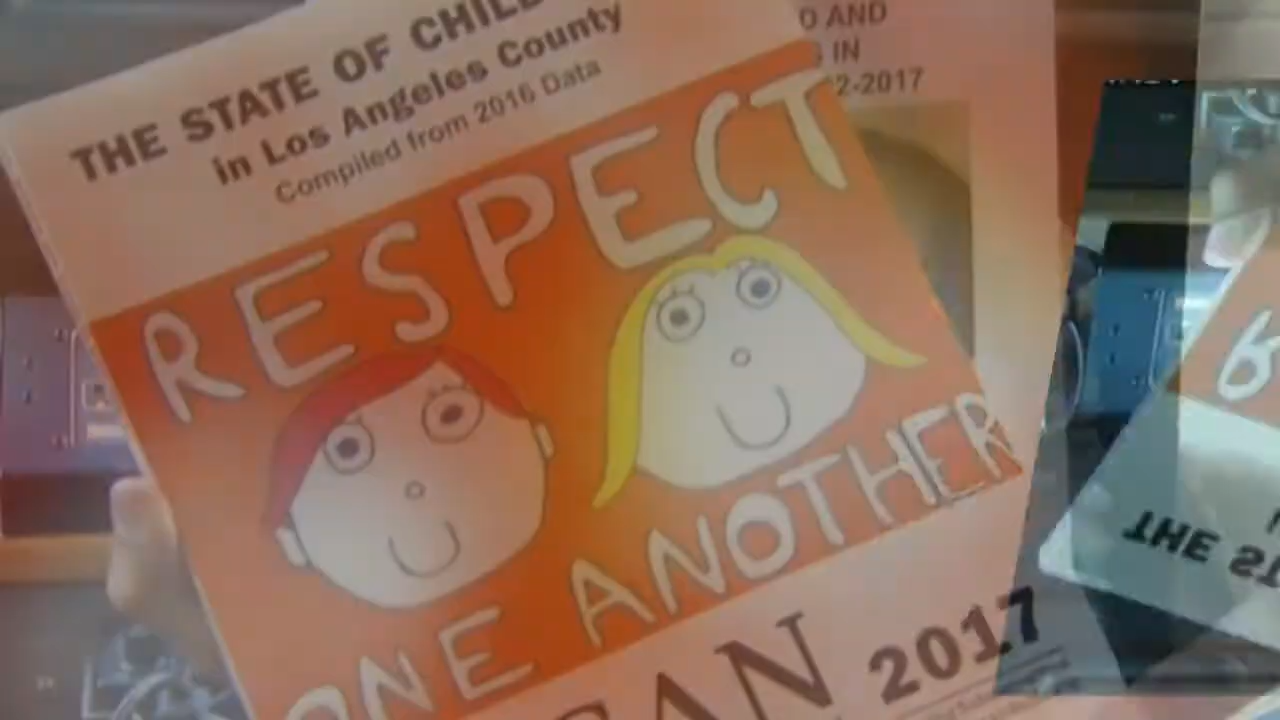 THE STATE OF CHILD
in Los Angeles County
Compiled from 2016 Data
AND
IN
2-2017
RESPECT
ONE ANOTHER
2017
THE ST